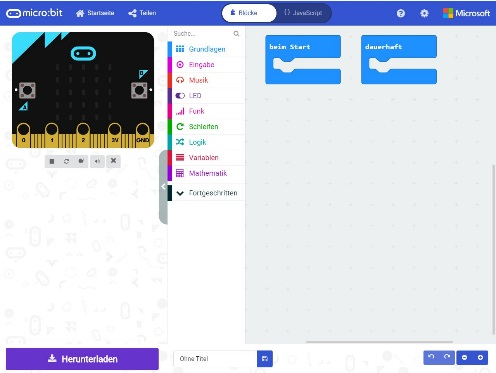 micro:bit Startseite Teilen Blöcke {} JavaScript Microsoft
Suche...
Grundlagen
Eingabe
Musik
LED
Funk
Schleifen
Logik
Variablen
Mathematik
Fortgeschritten
beim Start
dauerhaft
A
B
0 1 2 3V GND
Herunterladen
Ohne Titel